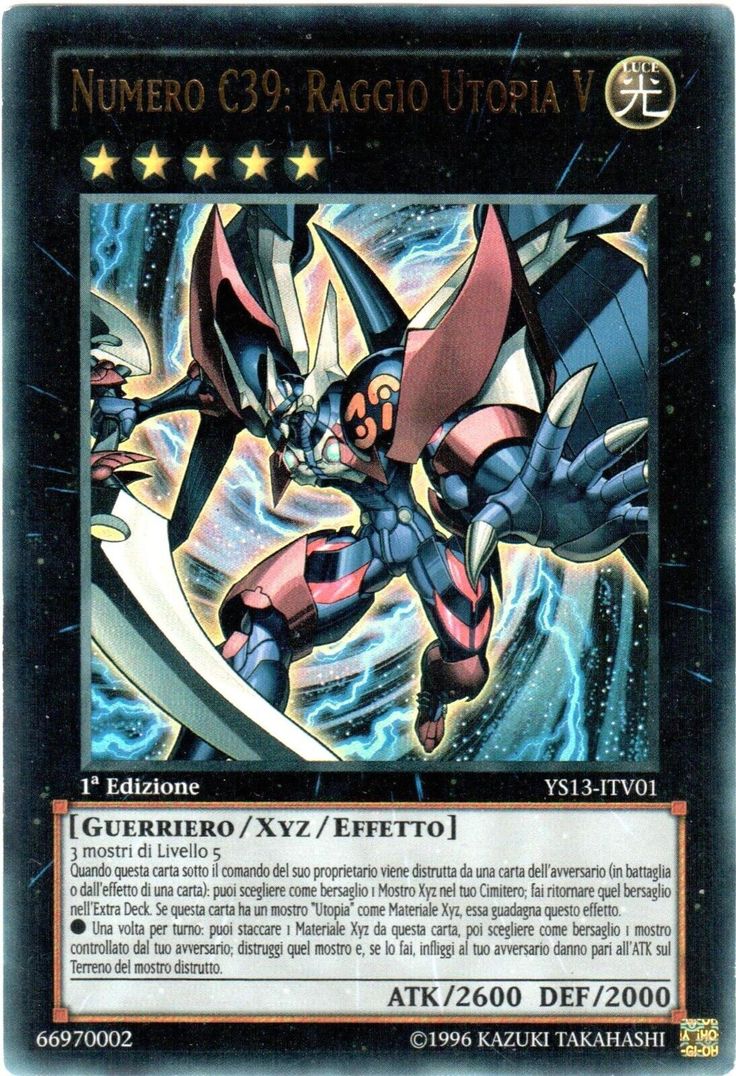 NUMERO C39: RAGGIO UTOPIA V
LUCE
光
39
1ª Edizione
YS13-ITV01
[GUERRIERO/XYZ/EFFETTO]
3 mostri di Livello 5
Quando questa carta sotto il comando del suo proprietario viene distrutta da una carta dell'avversario (in battaglia
o dall'effetto di una carta): puoi scegliere come bersaglio 1 Mostro Xyz nel tuo Cimitero; fai ritornare quel bersaglio
nell'Extra Deck. Se questa carta ha un mostro "Utopia" come Materiale Xyz, essa guadagna questo effetto.
● Una volta per turno: puoi staccare 1 Materiale Xyz da questa carta, poi scegliere come bersaglio 1 mostro
controllato dal tuo avversario; distruggi quel mostro e, se lo fai, infliggi al tuo avversario danno pari all'ATK sul
Terreno del mostro distrutto.
ATK/2600 DEF/2000
66970002
©1996 KAZUKI TAKAHASHI